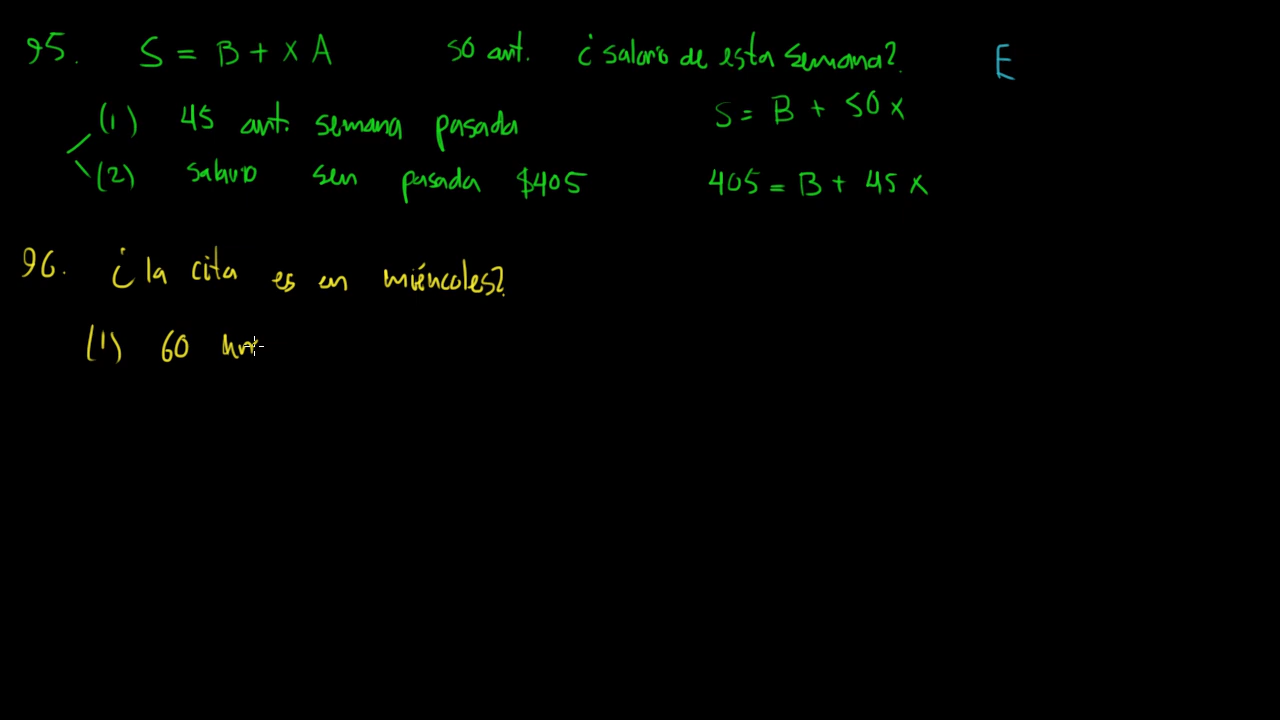 95. S = B + x A 50 ant. ¿salario de esta semana? E
(1) 45 ant. semana pasada S = B + 50 x
(2) salario sem pasada $405 405 = B + 45 x
96. ¿la cita es en miércoles?
(1) 60 hr